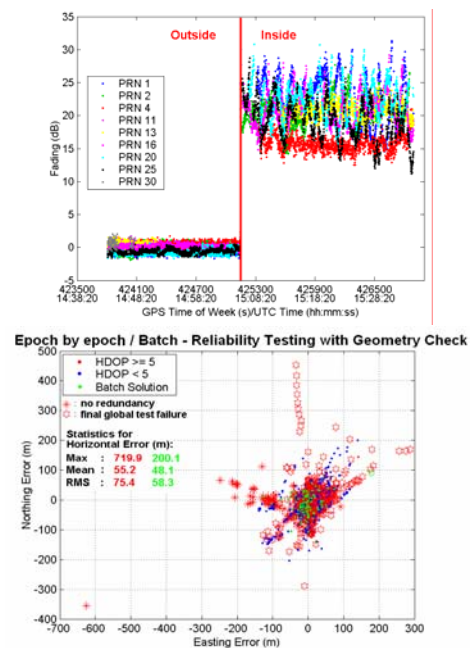 35
30
25
20
15
10
5
0
-5
Fading (dB)
Outside
Inside
PRN 1
PRN 2
PRN 4
PRN 11
PRN 13
PRN 16
PRN 20
PRN 25
PRN 30
423500 424100 424700 425300 425900 426500
14:38:20 14:48:20 14:58:20 15:08:20 15:18:20 15:28:20
GPS Time of Week (s)/UTC Time (hh:mm:ss)
Epoch by epoch / Batch - Reliability Testing with Geometry Check
500
400
300
200
100
0
-100
-200
-300
-400
Northing Error (m)
HDOP >= 5
HDOP < 5
Batch Solution
: no redundancy
: final global test failure
Statistics for
Horizontal Error (m):
Max : 719.9 200.1
Mean : 55.2 48.1
RMS : 75.4 58.3
-700 -600 -500 -400 -300 -200 -100 0 100 200 300
Easting Error (m)